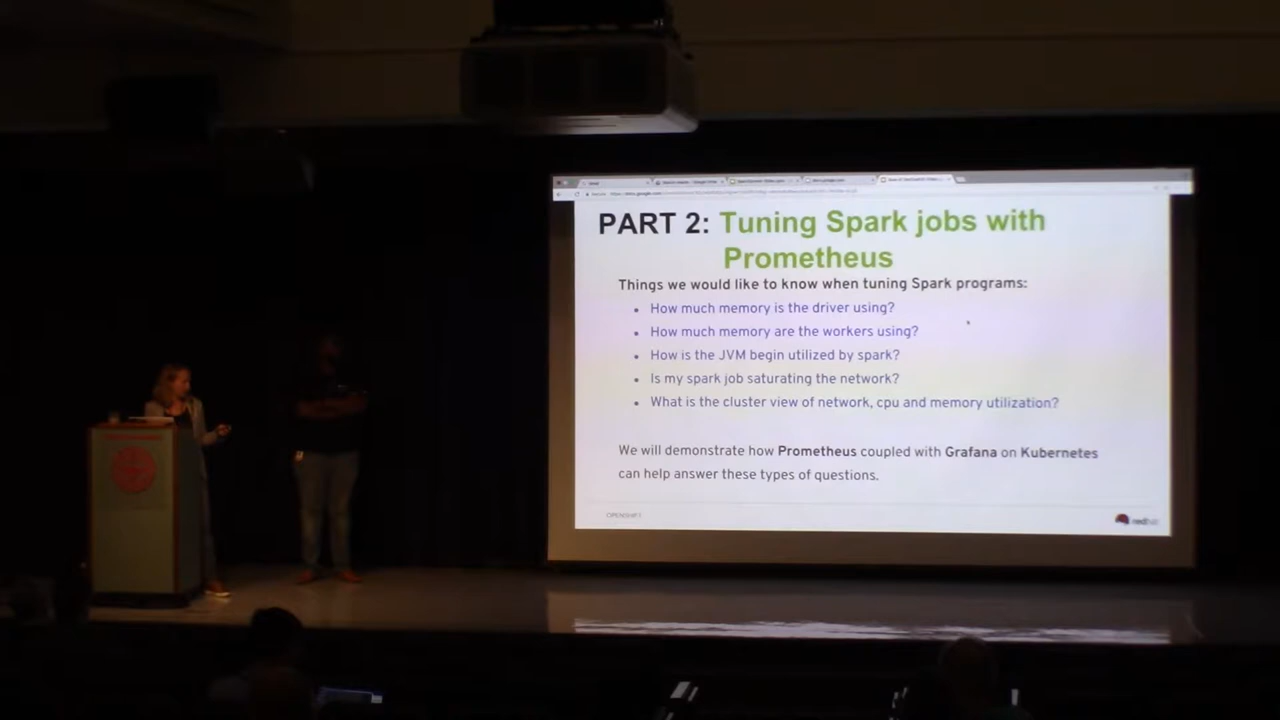 PART 2: Tuning Spark jobs with
Prometheus
Things we would like to know when tuning Spark programs:
• How much memory is the driver using?
• How much memory are the workers using?
• How is the JVM begin utilized by spark?
• Is my spark job saturating the network?
• What is the cluster view of network, cpu and memory utilization?
We will demonstrate how Prometheus coupled with Grafana on Kubernetes
can help answer these types of questions.
OPENSHIFT
redhat